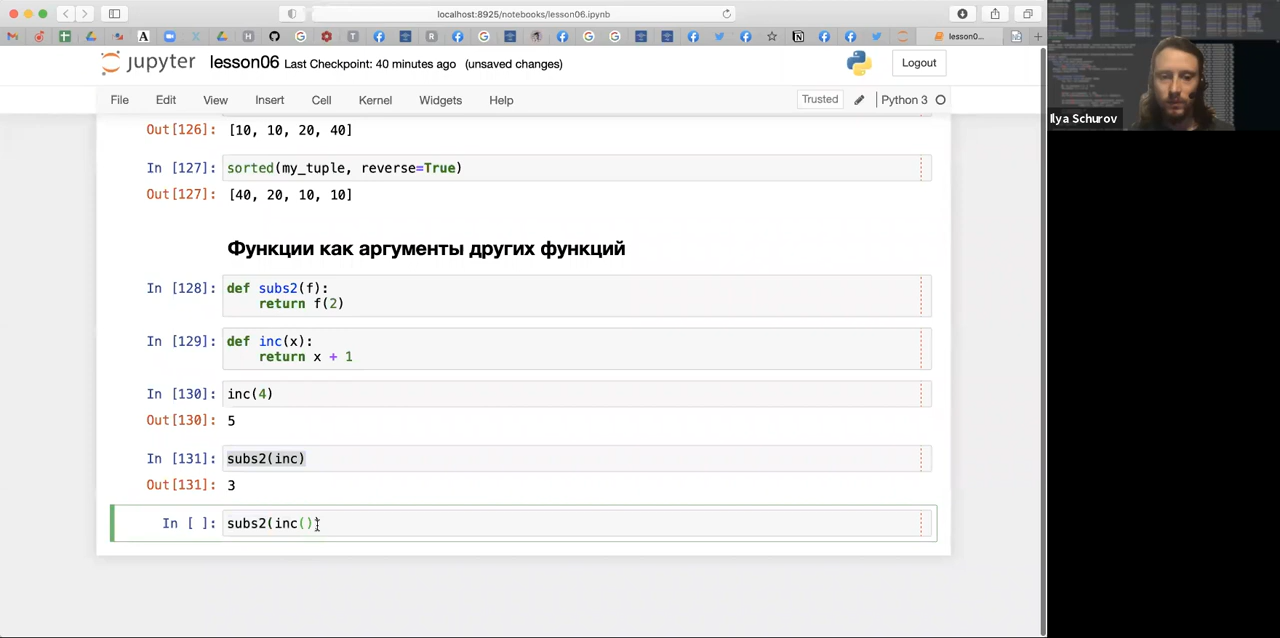 localhost:8925/notebooks/lesson06.ipynb
lesson0...
jupyter lesson06 Last Checkpoint: 40 minutes ago (unsaved changes)
Logout
File Edit View Insert Cell Kernel Widgets Help
Trusted Python 3
Out[126]: [10, 10, 20, 40]
In [127]: sorted(my_tuple, reverse=True)
Out[127]: [40, 20, 10, 10]
Функции как аргументы других функций
In [128]: def subs2(f):
return f(2)
In [129]: def inc(x):
return x + 1
In [130]: inc(4)
Out[130]: 5
In [131]: subs2(inc)
Out[131]: 3
In [ ]: subs2(inc()
Ilya Schurov